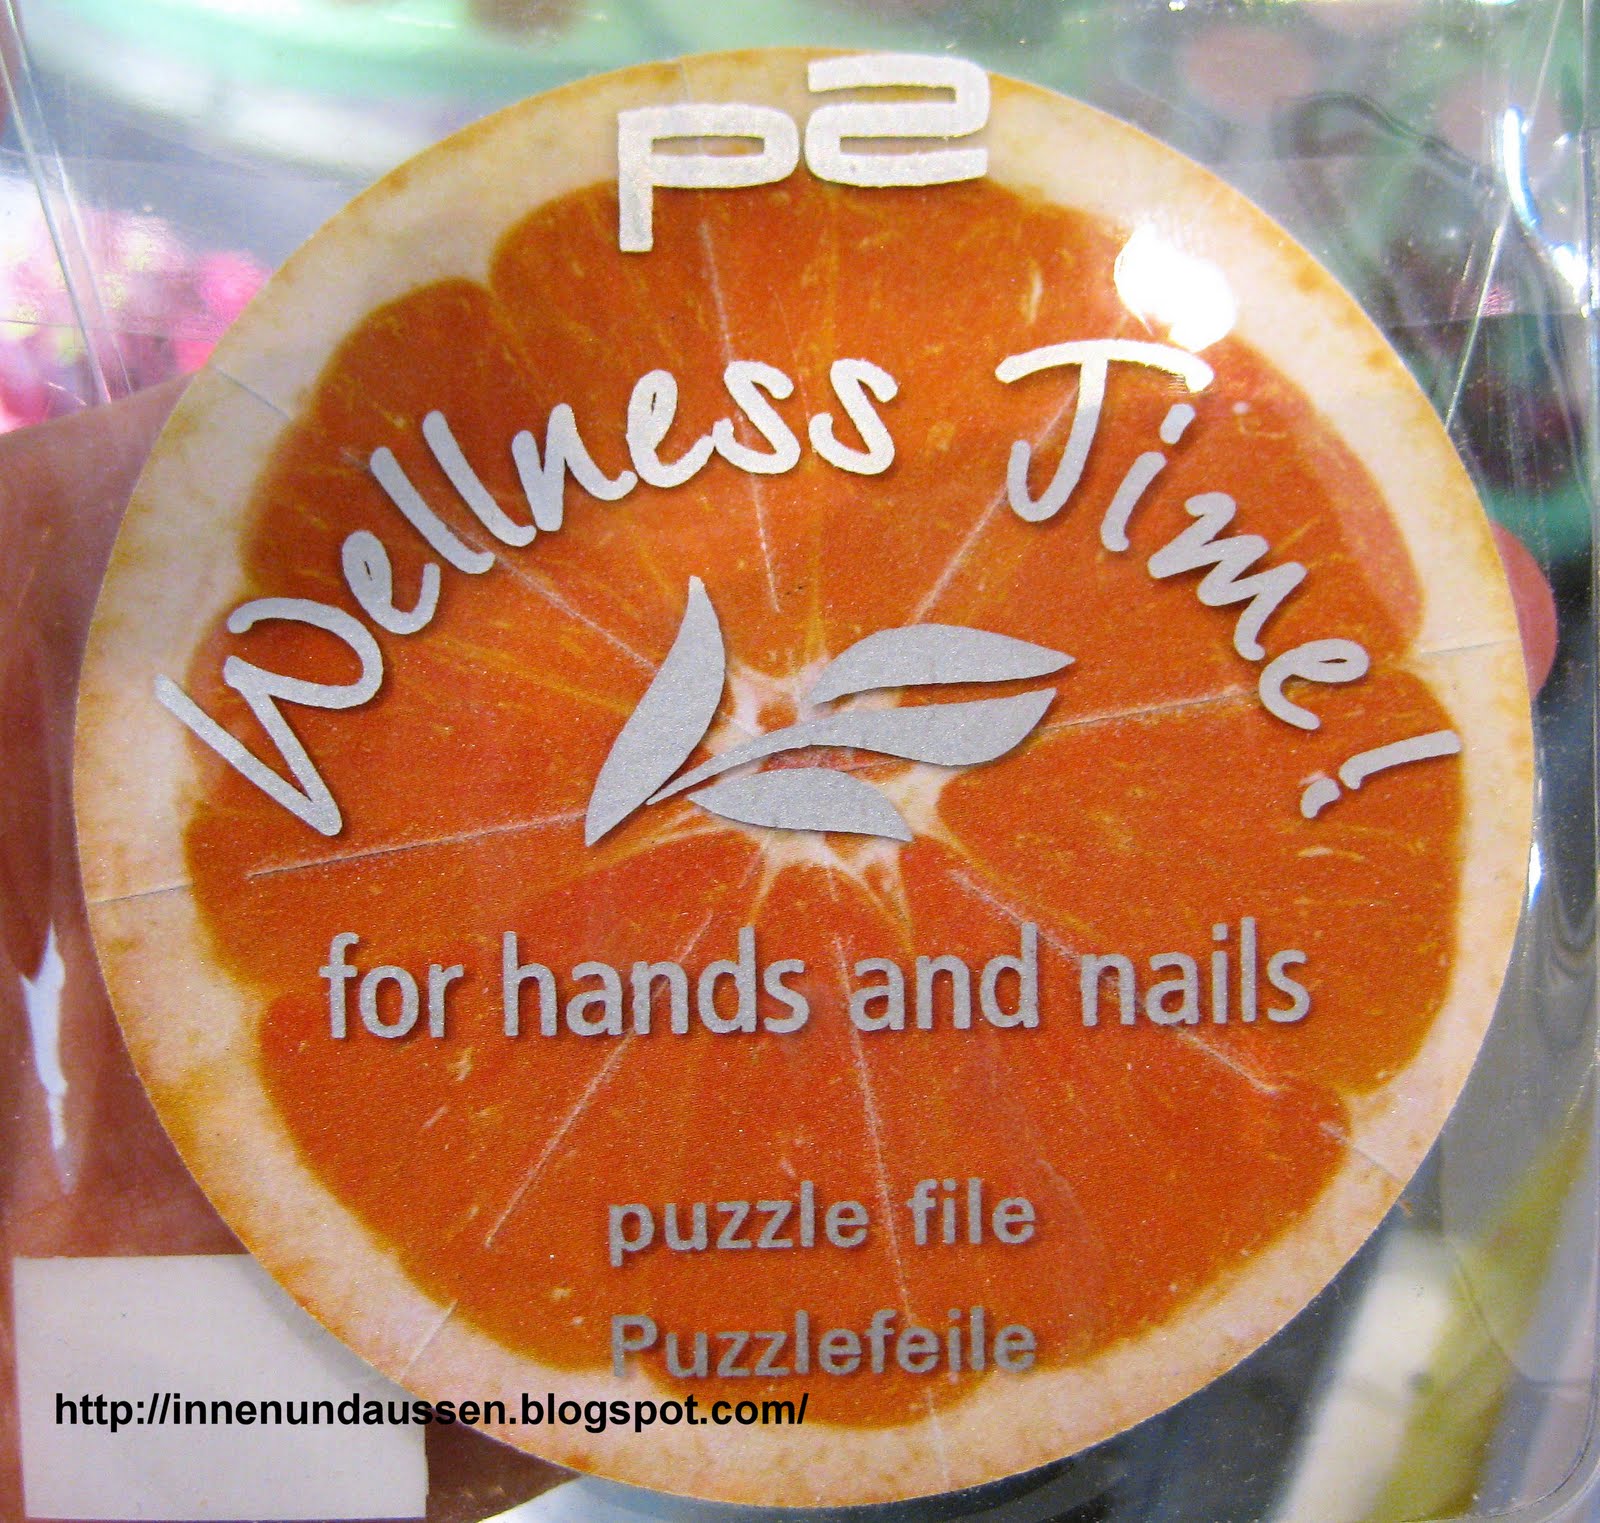 p2
Wellness Time!
for hands and nails
puzzle file
Puzzlefeile
http://innenundaussen.blogspot.com/